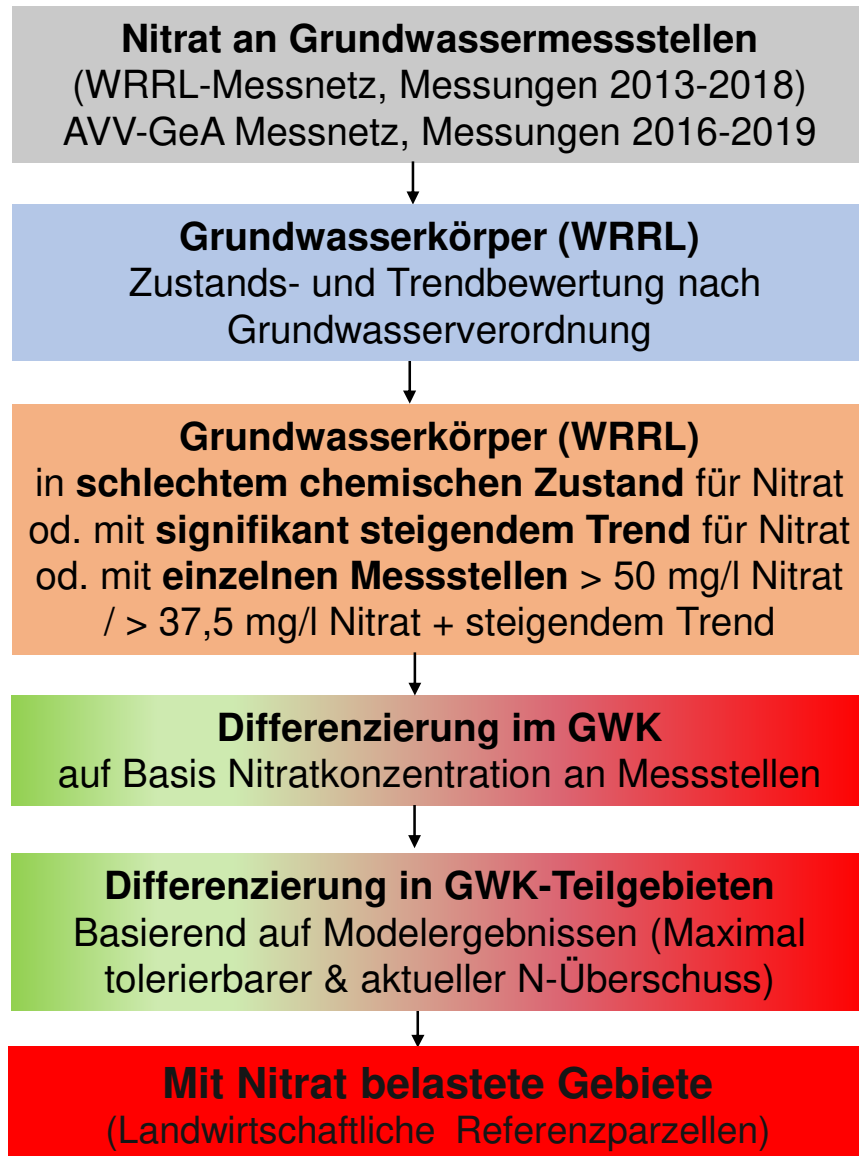 Nitrat an Grundwassermessstellen
(WRRL-Messnetz, Messungen 2013-2018)
AVV-GeA Messnetz, Messungen 2016-2019
Grundwasserkörper (WRRL)
Zustands- und Trendbewertung nach
Grundwasserverordnung
Grundwasserkörper (WRRL)
in schlechtem chemischen Zustand für Nitrat
od. mit signifikant steigendem Trend für Nitrat
od. mit einzelnen Messstellen > 50 mg/l Nitrat
/ > 37,5 mg/l Nitrat + steigendem Trend
Differenzierung im GWK
auf Basis Nitratkonzentration an Messstellen
Differenzierung in GWK-Teilgebieten
Basierend auf Modelergebnissen (Maximal
tolerierbarer & aktueller N-Überschuss)
Mit Nitrat belastete Gebiete
(Landwirtschaftliche Referenzparzellen)